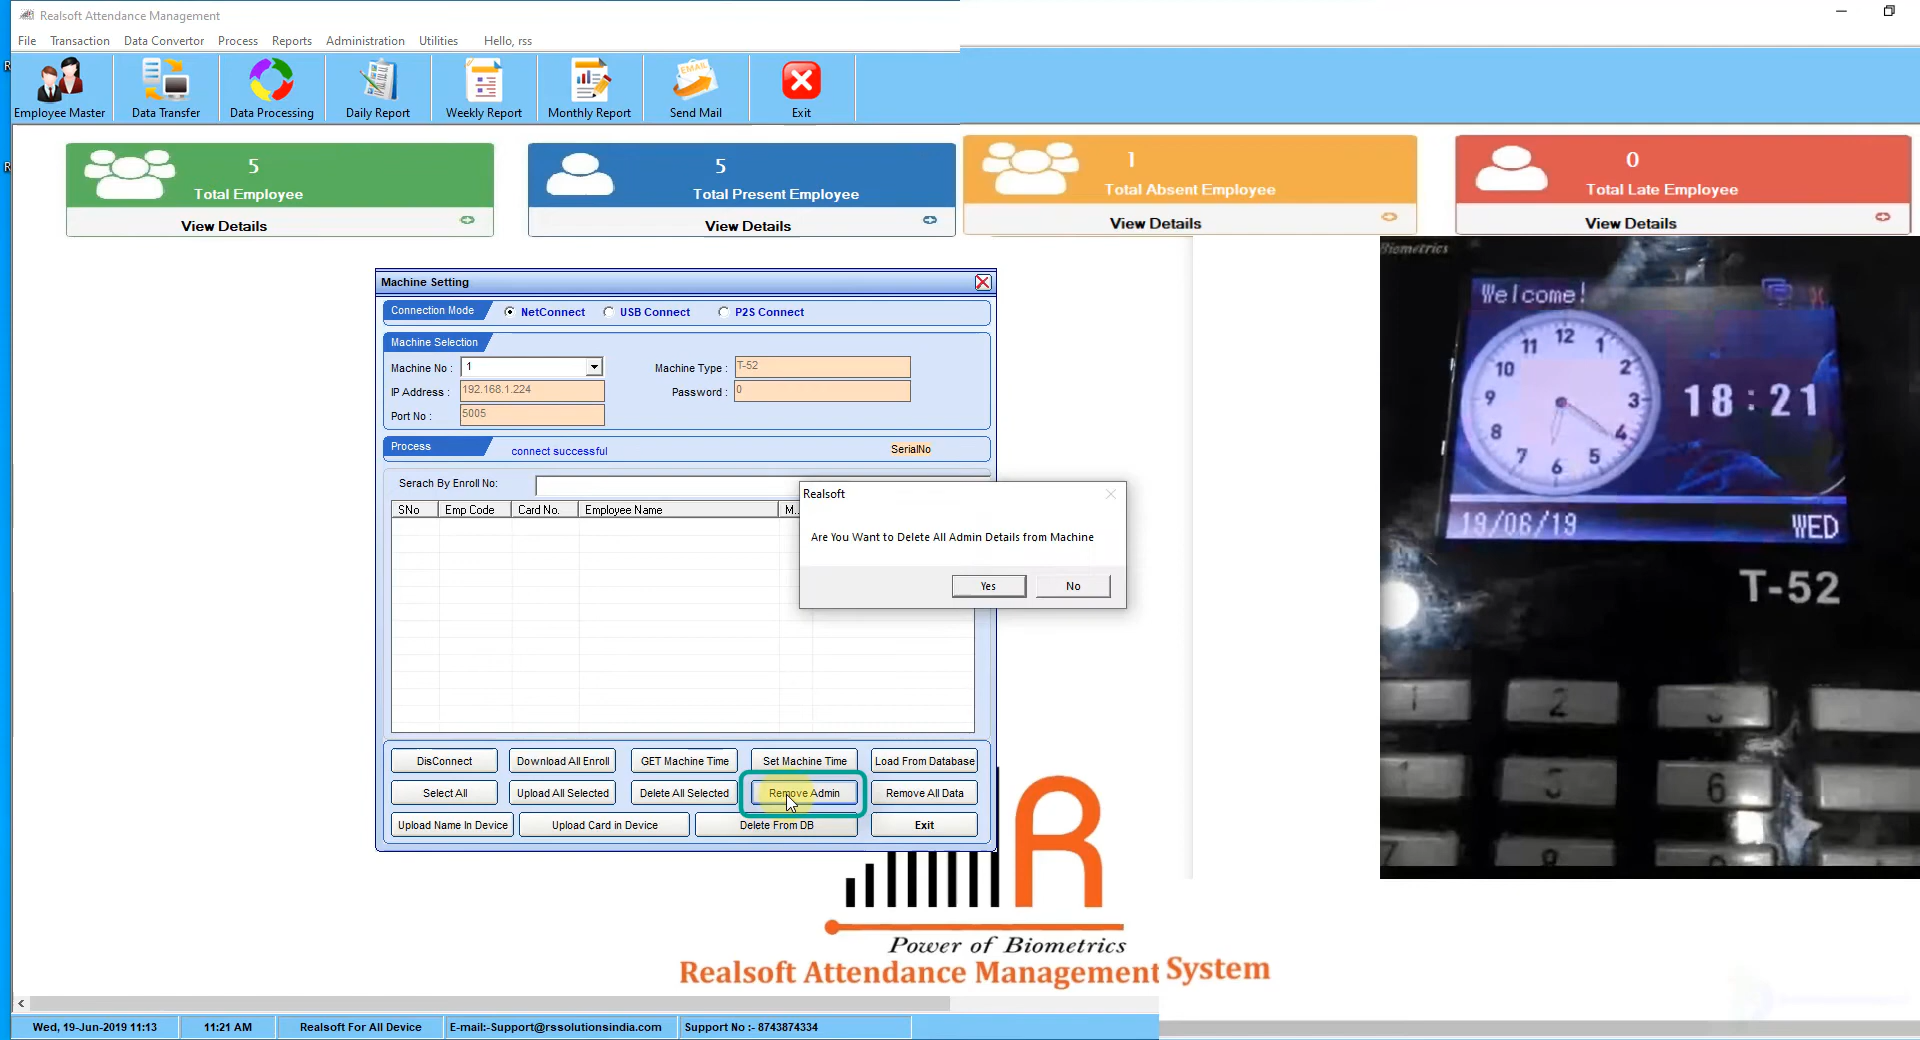 Realsoft Attendance Management
File Transaction Data Convertor Process Reports Administration Utilities Hello, rss
Employee Master Data Transfer Data Processing Daily Report Weekly Report Monthly Report Send Mail Exit
EMAIL
5
Total Employee
View Details
5
Total Present Employee
View Details
1
Total Absent Employee
View Details
0
Total Late Employee
View Details
Machine Setting
Connection Mode NetConnect USB Connect P2S Connect
Machine Selection
Machine No : 1 Machine Type : T-52
IP Address : 192.168.1.224 Password : 0
Port No : 5005
Process connect successful SerialNo
Serach By Enroll No:
SNo Emp Code Card No. Employee Name M...
Realsoft
Are You Want to Delete All Admin Details from Machine
Yes No
DisConnect Download All Enroll GET Machine Time Set Machine Time Load From Database
Select All Upload All Selected Delete All Selected Remove Admin Remove All Data
Upload Name In Device Upload Card in Device Delete From DB Exit
Biometrics
Welcome!
12 1 2 3 4 5 6 7 8 9 10 11
18:21
19/06/19 WED
T-52
1 2 3
5 6
7 8 9
R
Power of Biometrics
Realsoft Attendance Management System
Wed, 19-Jun-2019 11:13 11:21 AM Realsoft For All Device E-mail:-Support@rssolutionsindia.com Support No :- 8743874334